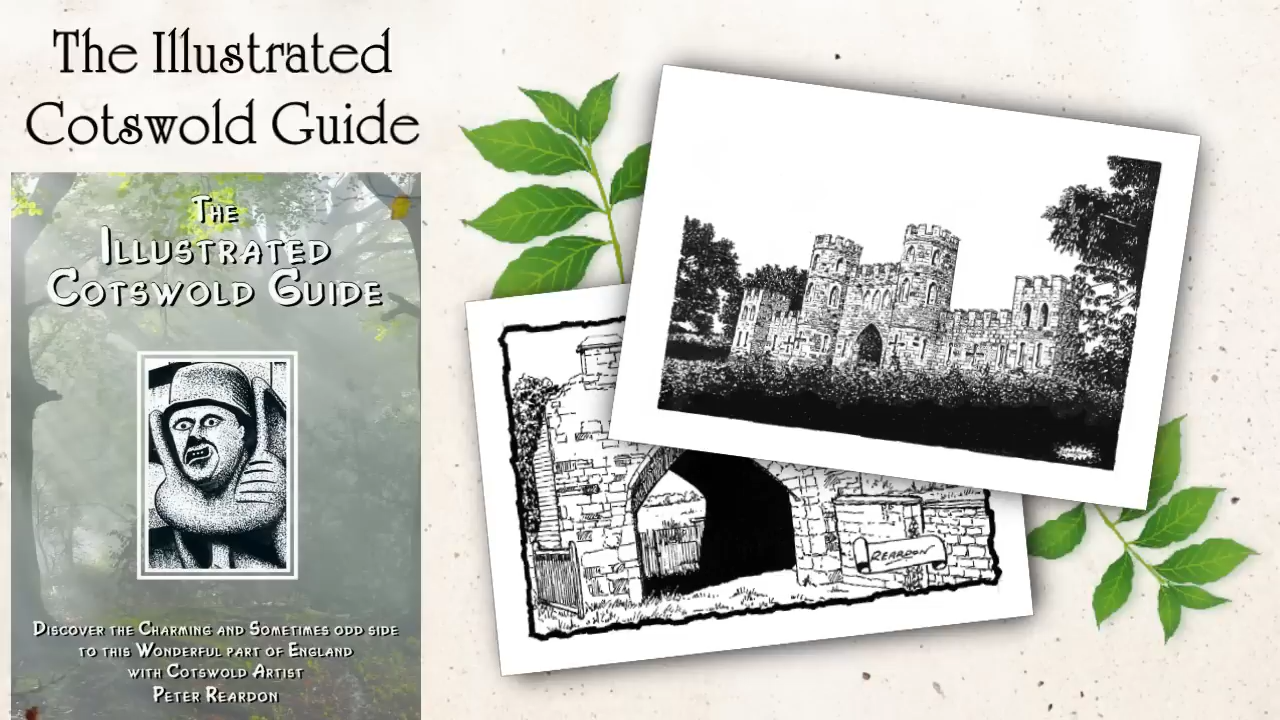 The Illustrated
Cotswold Guide
The
Illustrated
Cotswold Guide
Discover the Charming and Sometimes odd side
to this Wonderful part of England
with Cotswold Artist
Peter Reardon
REARDON